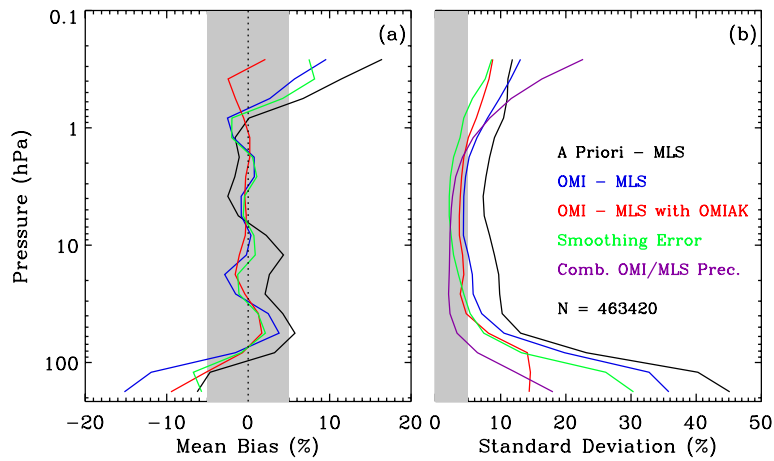 0.1
1
10
100
Pressure (hPa)
(a)
-20
-10
0
10
20
Mean Bias (%)
(b)
A Priori - MLS
OMI - MLS
OMI - MLS with OMIAK
Smoothing Error
Comb. OMI/MLS Prec.
N = 463420
0
10
20
30
40
50
Standard Deviation (%)